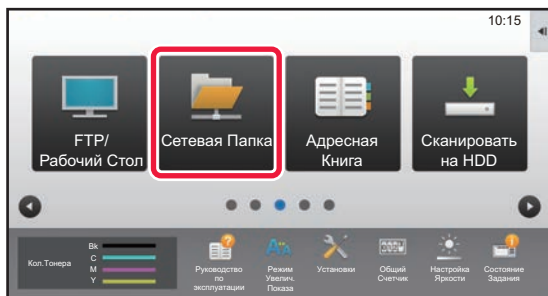 10:15
FTP/
Рабочий Стол
Сетевая Папка
Адресная
Книга
Сканировать
на HDD
Кол.Тонера
Bk
C
M
Y
Руководство
по
эксплуатации
Режим
Увелич.
Показа
Установки
Общий
Счетчик
Настройка
Яркости
Состояние
Задания